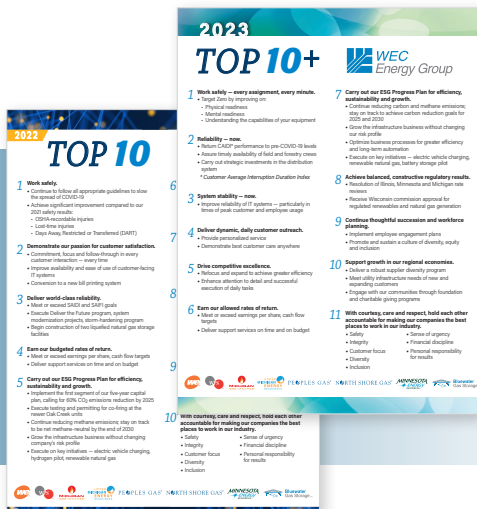 2023
TOP 10+
WEC
Energy Group
1 Work safely — every assignment, every minute.
• Target Zero by improving on:
- Physical readiness
- Mental readiness
- Understanding the capabilities of your equipment
2 Reliability — now.
• Return CAIDI* performance to pre-COVID-19 levels
• Assure timely availability of field and forestry crews
• Carry out strategic investments in the distribution
system
* Customer Average Interruption Duration Index
3 System stability — now.
• Improve reliability of IT systems — particularly in
times of peak customer and employee usage
4 Deliver dynamic, daily customer outreach.
• Provide personalized service
• Demonstrate best customer care anywhere
5 Drive competitive excellence.
• Refocus and expand to achieve greater efficiency
• Enhance attention to detail and successful
execution of daily tasks
6 Earn our allowed rates of return.
• Meet or exceed earnings per share, cash flow
targets
• Deliver support services on time and on budget
7 Carry out our ESG Progress Plan for efficiency,
sustainability and growth.
• Continue reducing carbon and methane emissions;
stay on track to achieve carbon reduction goals for
2025 and 2030
• Grow the infrastructure business without changing
our risk profile
• Optimize business processes for greater efficiency
and long-term automation
• Execute on key initiatives — electric vehicle charging,
renewable natural gas, battery storage pilot
8 Achieve balanced, constructive regulatory results.
• Resolution of Illinois, Minnesota and Michigan rate
reviews
• Receive Wisconsin commission approval for
regulated renewables and natural gas generation
9 Continue thoughtful succession and workforce
planning.
• Implement employee engagement plans
• Promote and sustain a culture of diversity, equity
and inclusion
10 Support growth in our regional economies.
• Deliver a robust supplier diversity program
• Meet utility infrastructure needs of new and
expanding customers
• Engage with our communities through foundation
and charitable giving programs
11 With courtesy, care and respect, hold each other
accountable for making our companies the best
places to work in our industry.
• Safety • Sense of urgency
• Integrity • Financial discipline
• Customer focus • Personal responsibility
• Diversity for results
• Inclusion
we WPS MICHIGAN ENERGY PEOPLES GAS® NORTH SHORE GAS® MINNESOTA ENERGY Bluewater
Gas Storage
2022
TOP 10
1 Work safely.
• Continue to follow all appropriate guidelines to slow
the spread of COVID-19
• Achieve significant improvement compared to our
2021 safety results:
- OSHA-recordable injuries
- Lost-time injuries
- Days Away, Restricted or Transferred (DART)
2 Demonstrate our passion for customer satisfaction.
• Commitment, focus and follow-through in every
customer interaction — every time
• Improve availability and ease of use of customer-facing
IT systems
• Conversion to a new bill printing system
3 Deliver world-class reliability.
• Meet or exceed SAIDI and SAIFI goals
• Execute Deliver the Future program, system
modernization projects, storm-hardening program
• Begin construction of two liquefied natural gas storage
facilities
4 Earn our budgeted rates of return.
• Meet or exceed earnings per share, cash flow targets
• Deliver support services on time and on budget
5 Carry out our ESG Progress Plan for efficiency,
sustainability and growth.
• Implement the first segment of our five-year capital
plan, calling for 60% CO2 emissions reduction by 2025
• Execute testing and permitting for co-firing at the
newer Oak Creek units
• Continue reducing methane emissions; stay on track
to be net methane-neutral by the end of 2030
• Grow the infrastructure business without changing
company's risk profile
• Execute on key initiatives — electric vehicle charging,
hydrogen pilot, renewable natural gas
6
7
8
9
10 With courtesy, care and respect, hold each other
accountable for making our companies the best
places to work in our industry.
• Safety • Sense of urgency
• Integrity • Financial discipline
• Customer focus • Personal responsibility
• Diversity for results
• Inclusion
we WPS MICHIGAN ENERGY PEOPLES GAS® NORTH SHORE GAS® MINNESOTA ENERGY Bluewater
Gas Storage